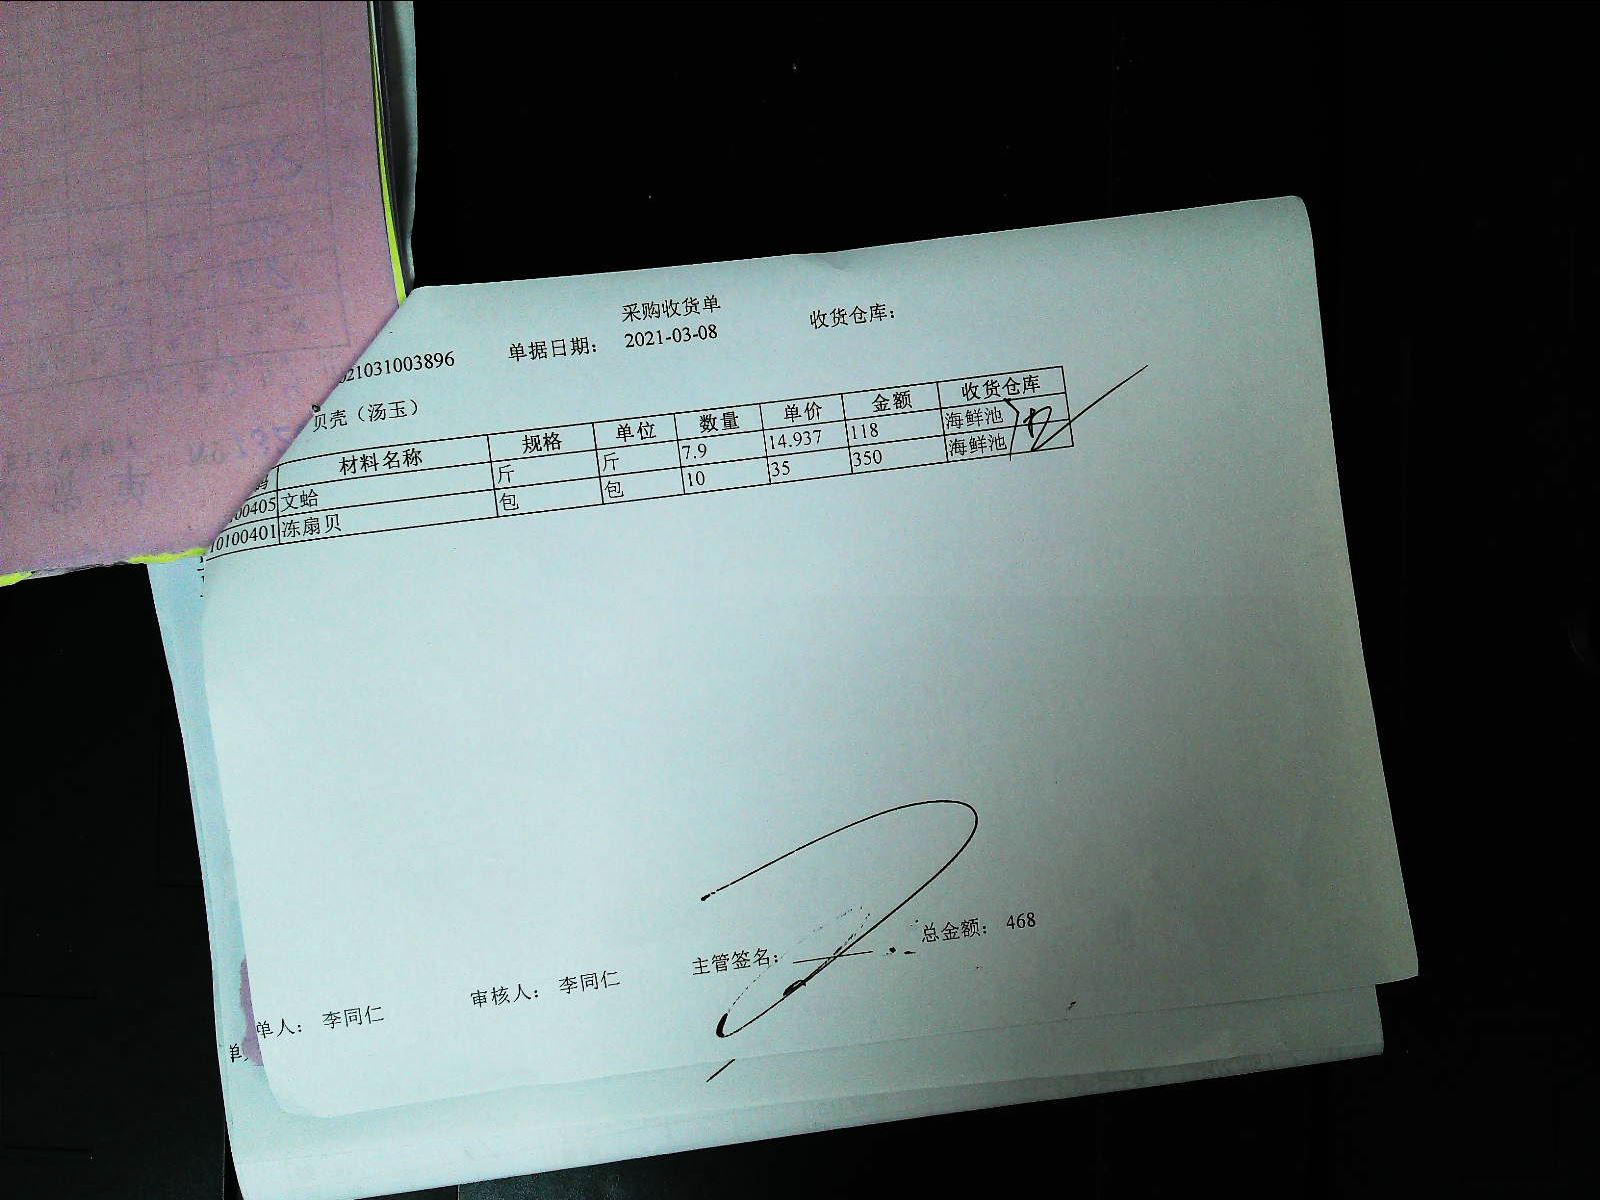 采购收货单
021031003896 单据日期: 2021-03-08 收货仓库:
贝壳（汤玉）
码 材料名称 规格 单位 数量 单价 金额 收货仓库
00405 文蛤 斤 斤 7.9 14.937 118 海鲜池
10100401 冻扇贝 包 包 10 35 350 海鲜池
单人: 李同仁 审核人: 李同仁 主管签名: 总金额: 468
单